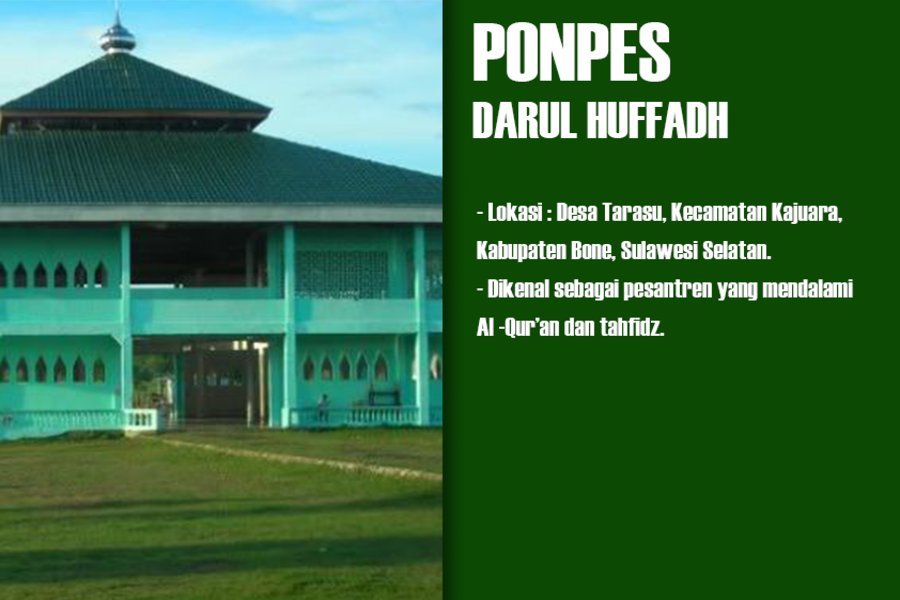 PONPES
DARUL HUFFADH
- Lokasi : Desa Tarasu, Kecamatan Kajuara,
Kabupaten Bone, Sulawesi Selatan.
- Dikenal sebagai pesantren yang mendalami
Al -Qur'an dan tahfidz.